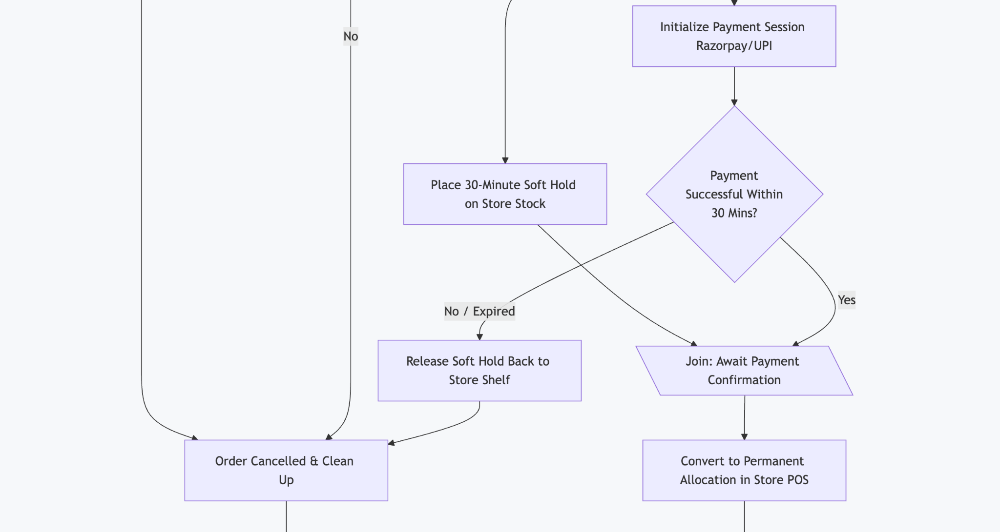 Initialize Payment Session
Razorpay/UPI
No
Payment
Successful Within
30 Mins?
Place 30-Minute Soft Hold
on Store Stock
Yes
No / Expired
Release Soft Hold Back to
Store Shelf
Join: Await Payment
Confirmation
Order Cancelled & Clean
Up
Convert to Permanent
Allocation in Store POS